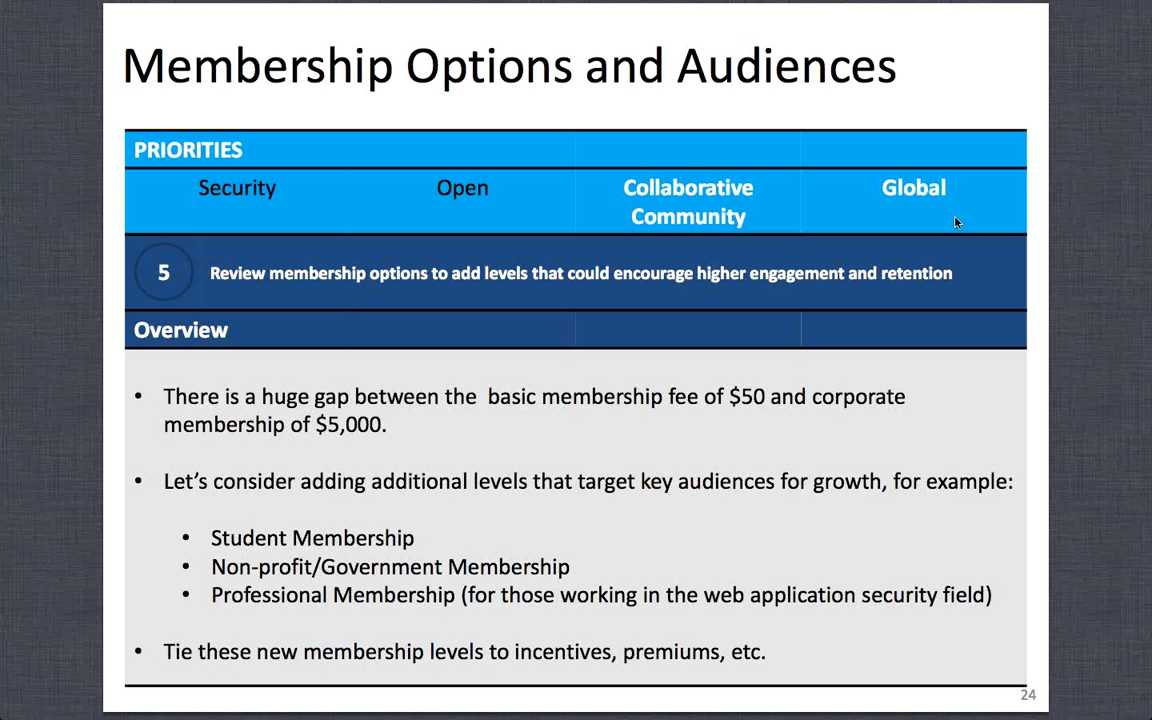 Membership Options and Audiences
PRIORITIES
Security Open Collaborative Community Global
5 Review membership options to add levels that could encourage higher engagement and retention
Overview
• There is a huge gap between the basic membership fee of $50 and corporate
membership of $5,000.
• Let’s consider adding additional levels that target key audiences for growth, for example:
• Student Membership
• Non-profit/Government Membership
• Professional Membership (for those working in the web application security field)
• Tie these new membership levels to incentives, premiums, etc.
24